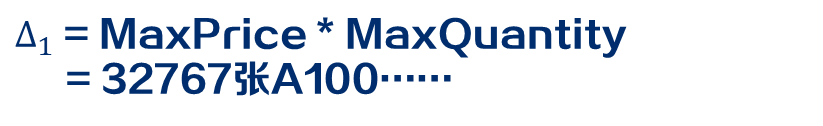 Δ₁ = MaxPrice * MaxQuantity
= 32767张A100……